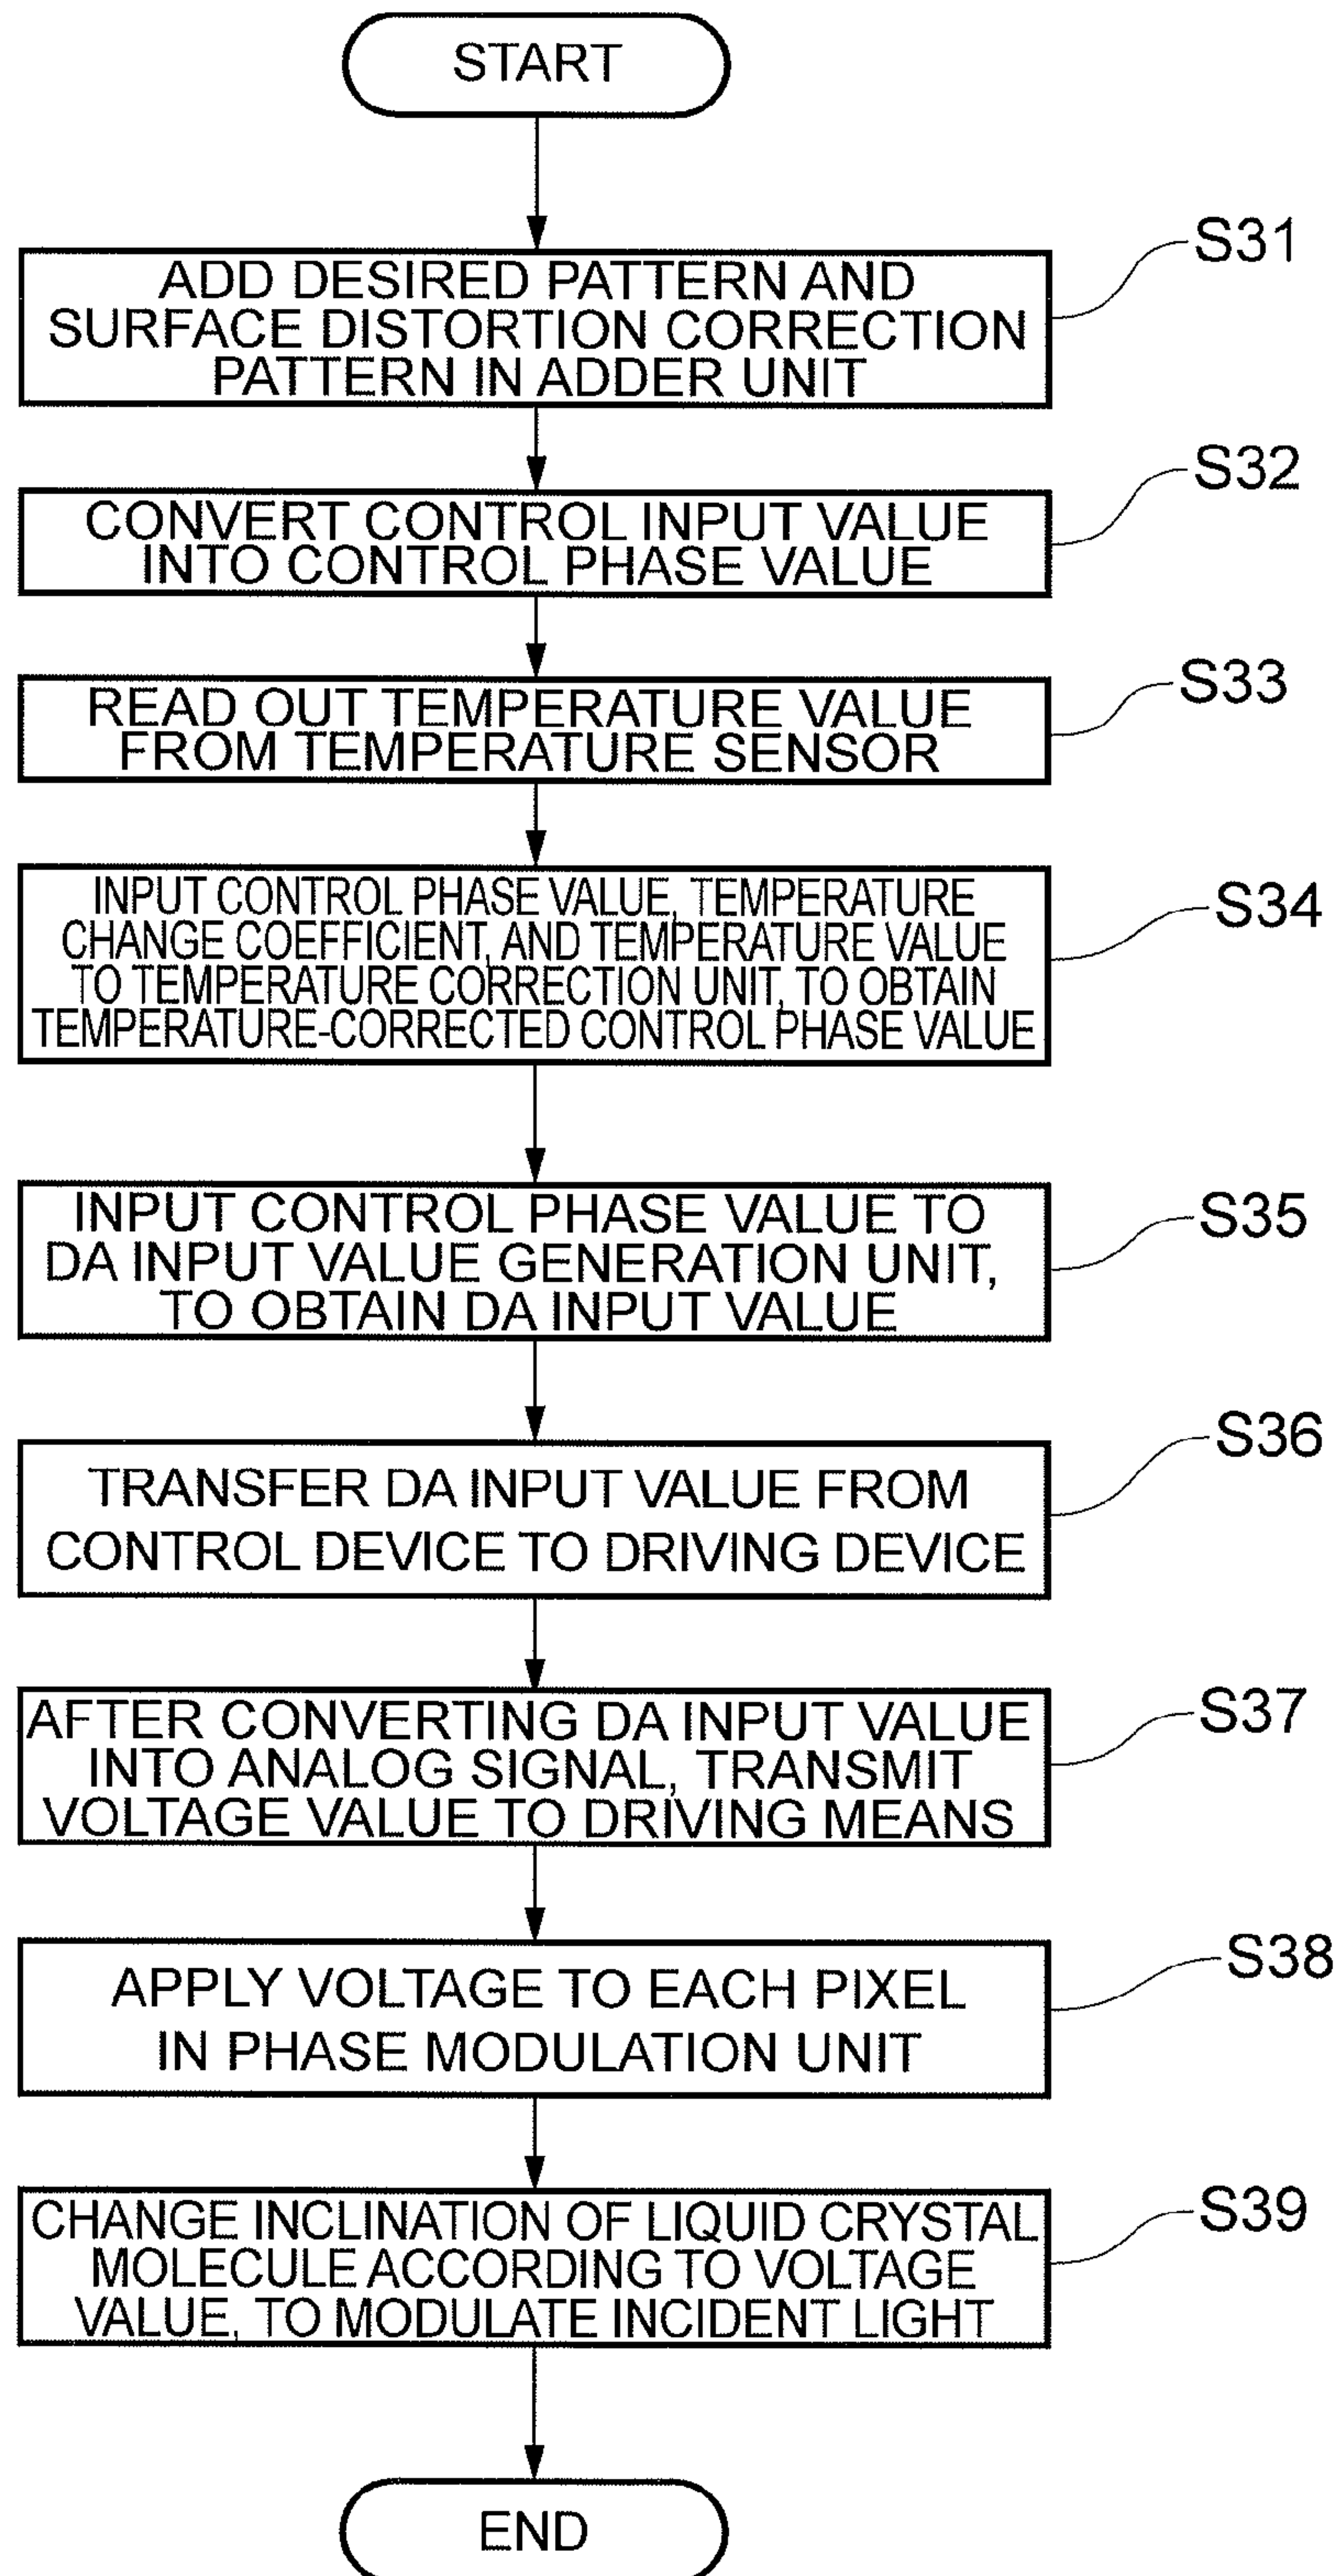 START
S31
ADD DESIRED PATTERN AND
SURFACE DISTORTION CORRECTION
PATTERN IN ADDER UNIT
S32
CONVERT CONTROL INPUT VALUE
INTO CONTROL PHASE VALUE
S33
READ OUT TEMPERATURE VALUE
FROM TEMPERATURE SENSOR
S34
INPUT CONTROL PHASE VALUE, TEMPERATURE
CHANGE COEFFICIENT, AND TEMPERATURE VALUE
TO TEMPERATURE CORRECTION UNIT, TO OBTAIN
TEMPERATURE-CORRECTED CONTROL PHASE VALUE
S35
INPUT CONTROL PHASE VALUE TO
DA INPUT VALUE GENERATION UNIT,
TO OBTAIN DA INPUT VALUE
S36
TRANSFER DA INPUT VALUE FROM
CONTROL DEVICE TO DRIVING DEVICE
S37
AFTER CONVERTING DA INPUT VALUE
INTO ANALOG SIGNAL, TRANSMIT
VOLTAGE VALUE TO DRIVING MEANS
S38
APPLY VOLTAGE TO EACH PIXEL
IN PHASE MODULATION UNIT
S39
CHANGE INCLINATION OF LIQUID CRYSTAL
MOLECULE ACCORDING TO VOLTAGE
VALUE, TO MODULATE INCIDENT LIGHT
END